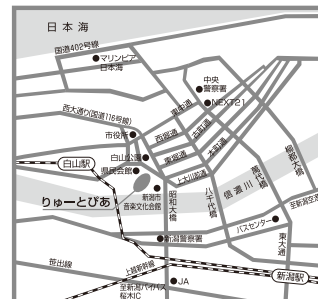 日本海
国道402号線
マリンピア
日本海
中央
警察署
NEXT21
西大通り(国道116号線)
市役所
西堀通
古町通
本町通
東堀通
上大川前通
白山公園
白山駅
県民会館
りゅーとぴあ
新潟市
音楽文化会館
昭和大橋
八千代橋
信濃川
萬代橋
柳都大橋
至新潟空港
バスセンター
東大通
新潟警察署
新潟駅
笹出線
上越新幹線
至新潟バイパス
桜木IC
JA